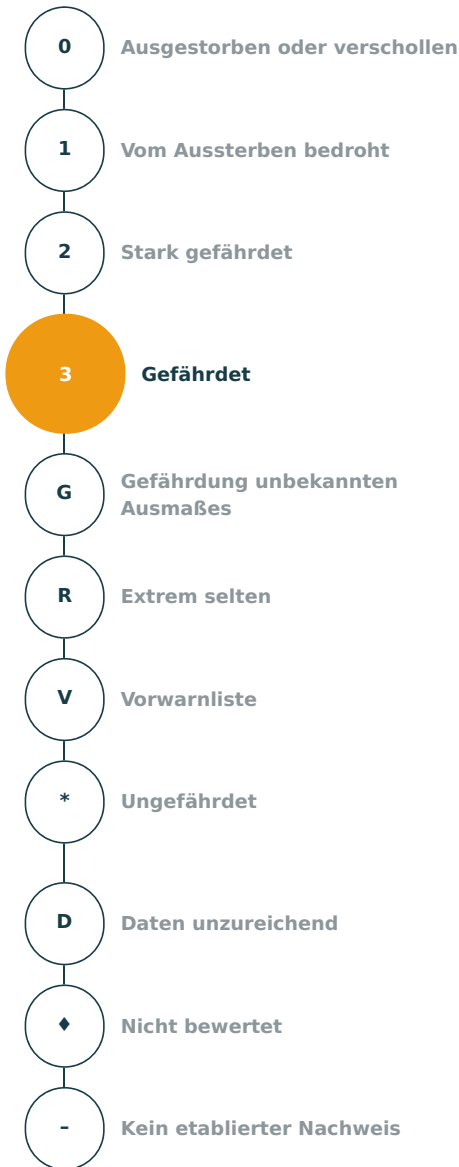 0 Ausgestorben oder verschollen
1 Vom Aussterben bedroht
2 Stark gefährdet
3 Gefährdet
G Gefährdung unbekannten
Ausmaßes
R Extrem selten
V Vorwarnliste
* Ungefährdet
D Daten unzureichend
♦ Nicht bewertet
– Kein etablierter Nachweis